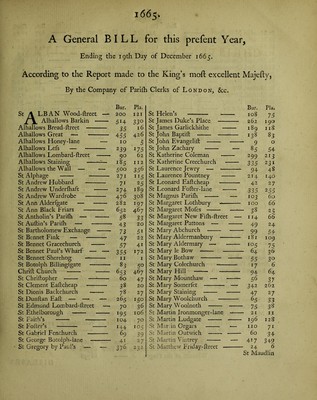 1665.
A General BILL for this preſent Year,
Ending the 19th Day of December 1665.
According to the Report made to the King's moſt excellent Majeſty,
By the Company of Pariſh Clerks of LONDON, &c.
Bur. Pla.
St ALBAN Wood-ſtreet — 200 121
Alhallows Barkin — 514 330
Alhallows Bread-ſtreet — 35 16
Alhallows Great — 455 426
Alhallows Honey-lane — 10 5
Alhallows Leſs — 239 175
Alhallows Lombard-ſtreet — 90 62
Alhallows Staining — 185 112
Alhallows the Wall — 500 356
St Alphage — 271 115
St Andrew Hubbard — 71 25
St Andrew Underſhaft — 274 189
St Andrew Wardrobe — 476 308
St Ann Alderſgate — 282 197
St Ann Black Friars — 652 467
St Antholin's Pariſh — 58 33
St Auſtin's Pariſh — 43 20
St Bartholomew Exchange — 73 51
St Bennet Fink — 47 22
St Bennet Gracechurch — 57 41
St Bennet Paul's Wharf — 355 172
St Bennet Sherehog — 11 1
St Botolph Billingſgate — 83 50
Chriſt Church — 653 467
St Clement Eaſtcheap — 38 20
St Dionis Backchurch — 78 27
St Dunſtan Eaſt — 265 150
St Edmund Lambard-ſtreet — 70 36
St Ethelborough — 195 106
St Faith's — 104 70
St Foſter's — 144 105
St Gabriel Fenchurch — 69 39
St George Botolph-lane — 41 27
St Gregory by Paul's — 376 232
Bur. Pla.
St Helen's — 108 75
St James Duke's Place — 262 190
St James Garlickhithe — 189 118
St John Baptiſt — 138 83
St John Evangeliſt — 9 0
St John Zachary — 85 54
St Katherine Coleman — 299 213
St Katherine Creechurch — 335 231
St Laurence Jewry — 94 48
St Laurence Pountney — 214 140
St Leonard Eaſtcheap — 42 27
St Leonard Foſter-lane — 335 255
St Magnus Pariſh — 103 60
St Margaret Lothbury — 100 66
St Margaret Moſes — 38 25
St Margaret New Fiſh-ſtreet — 114 66
St Margaret Pattons — 49 24
St Mary Abchurch — 99 54
St Mary Aldermanbury — 181 109
St Mary Aldermary — 105 75
St Mary le Bow — 64 36
St Mary Bothaw — 55 30
St Mary Colechurch — 17 6
St Mary Hill — 94 64
St Mary Mounthaw — 56 37
St Mary Somerſet — 342 262
St Mary Staining — 47 27
St Mary Woolchurch — 65 33
St Mary Woolnoth — 75 38
St Martin Ironmonger-lane — 21 11
St Martin Ludgate — 196 128
St Martin Orgars — 110 71
St Martin Outwich — 60 34
St Martin Vintrey — 417 349
St Matthew Friday-ſtreet — 24 6
St Maudlin